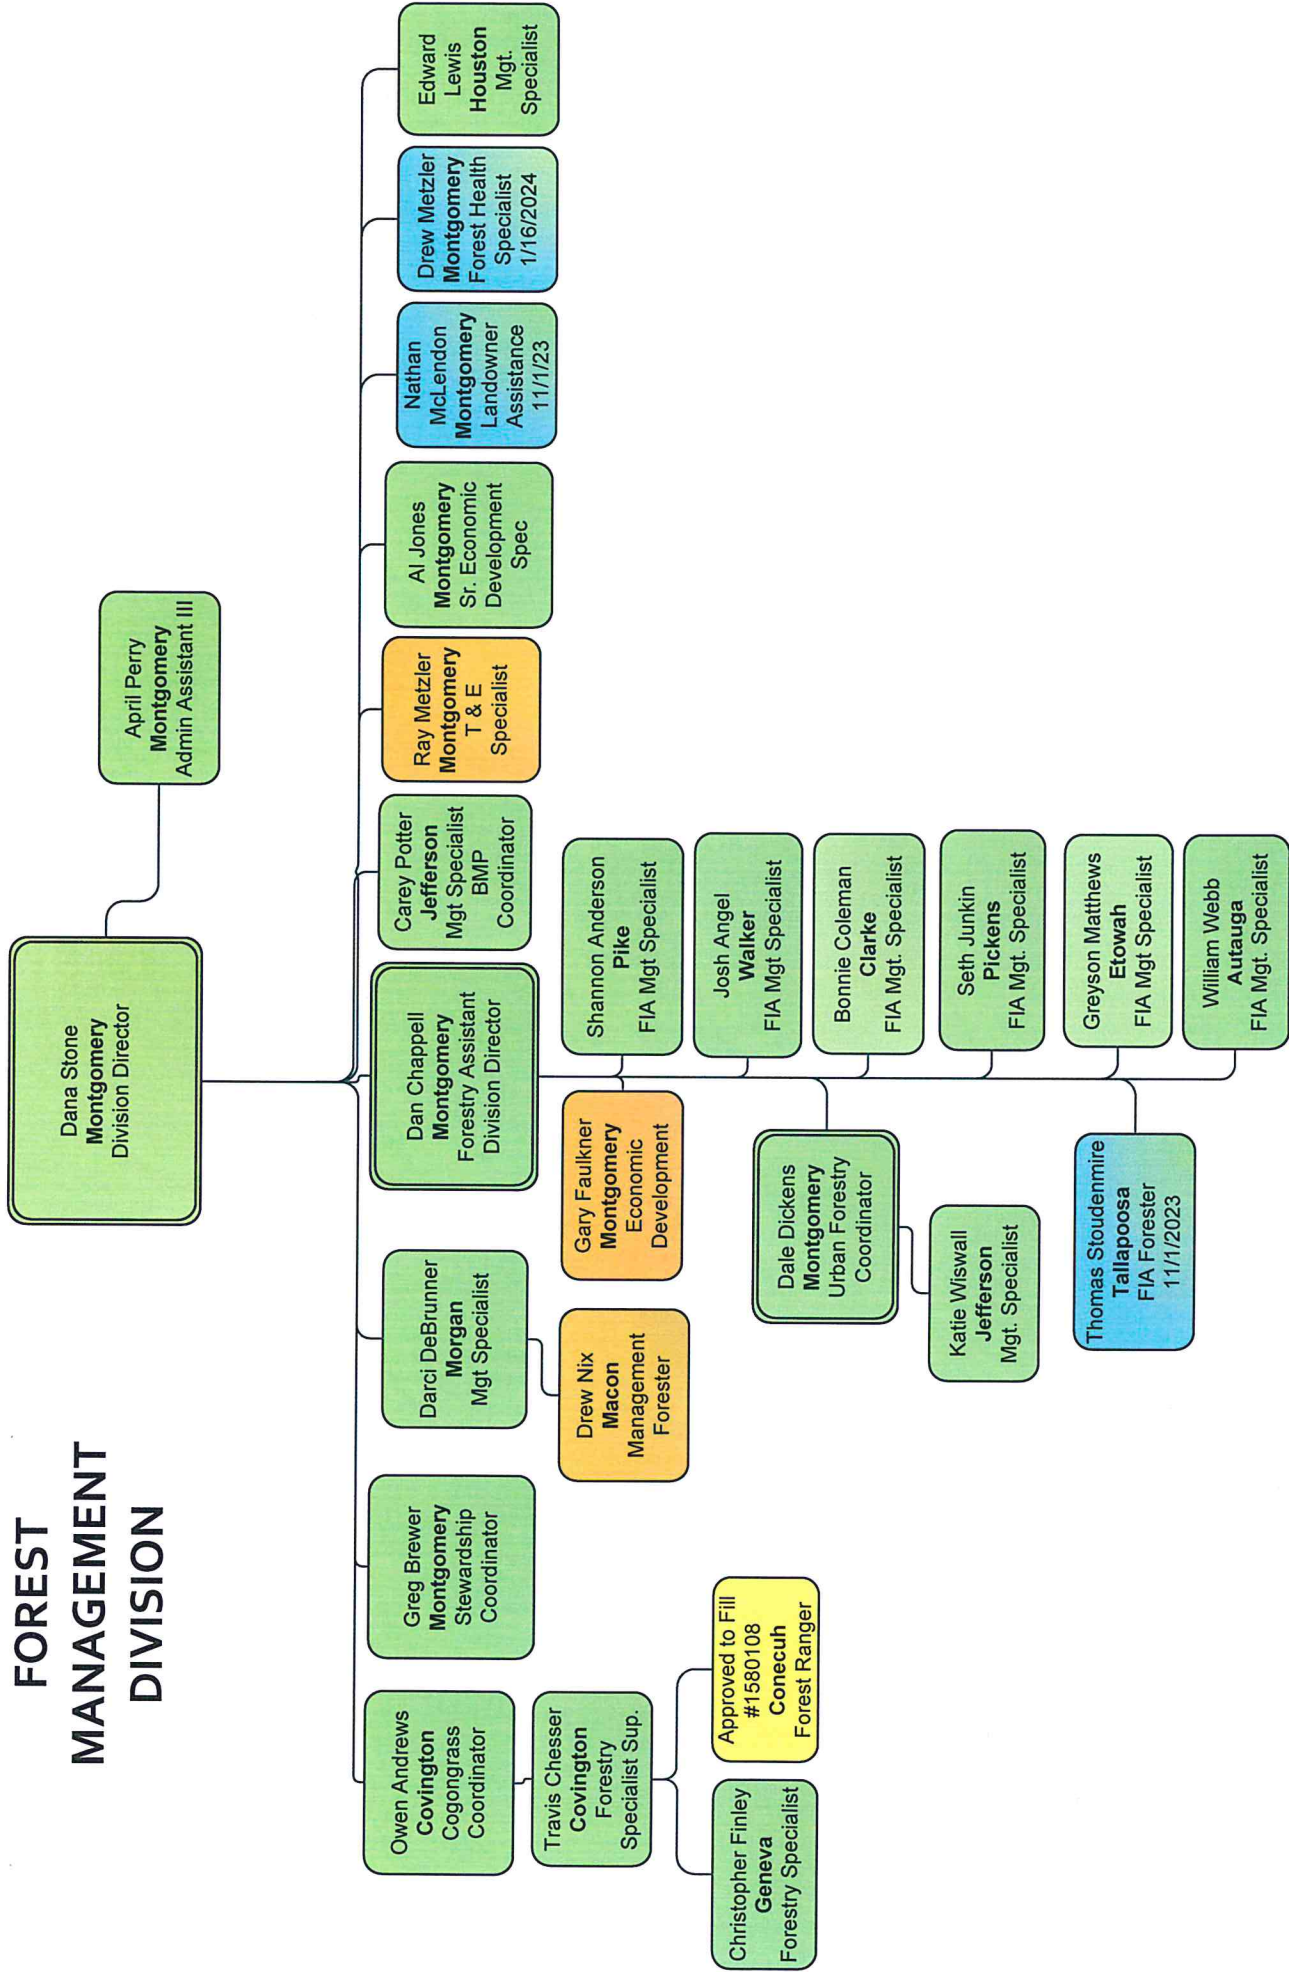 FOREST
MANAGEMENT
DIVISION
Dana Stone
Montgomery
Division Director
April Perry
Montgomery
Admin Assistant III
Owen Andrews
Covington
Cogongrass
Coordinator
Greg Brewer
Montgomery
Stewardship
Coordinator
Darci DeBrunner
Morgan
Mgt Specialist
Dan Chappell
Montgomery
Forestry Assistant
Division Director
Carey Potter
Jefferson
Mgt Specialist
BMP
Coordinator
Ray Metzler
Montgomery
T & E
Specialist
Al Jones
Montgomery
Sr. Economic
Development
Spec
Nathan
McLendon
Montgomery
Landowner
Assistance
11/1/23
Drew Metzler
Montgomery
Forest Health
Specialist
1/16/2024
Edward
Lewis
Houston
Mgt.
Specialist
Travis Chesser
Covington
Forestry
Specialist Sup.
Drew Nix
Macon
Management
Forester
Gary Faulkner
Montgomery
Economic
Development
Shannon Anderson
Pike
FIA Mgt Specialist
Josh Angel
Walker
FIA Mgt. Specialist
Christopher Finley
Geneva
Forestry Specialist
Approved to Fill
#1580108
Conecuh
Forest Ranger
Dale Dickens
Montgomery
Urban Forestry
Coordinator
Bonnie Coleman
Clarke
FIA Mgt. Specialist
Katie Wiswall
Jefferson
Mgt. Specialist
Seth Junkin
Pickens
FIA Mgt. Specialist
Thomas Stoudenmire
Tallapoosa
FIA Forester
11/1/2023
Greyson Matthews
Etowah
FIA Mgt Specialist
William Webb
Autauga
FIA Mgt. Specialist